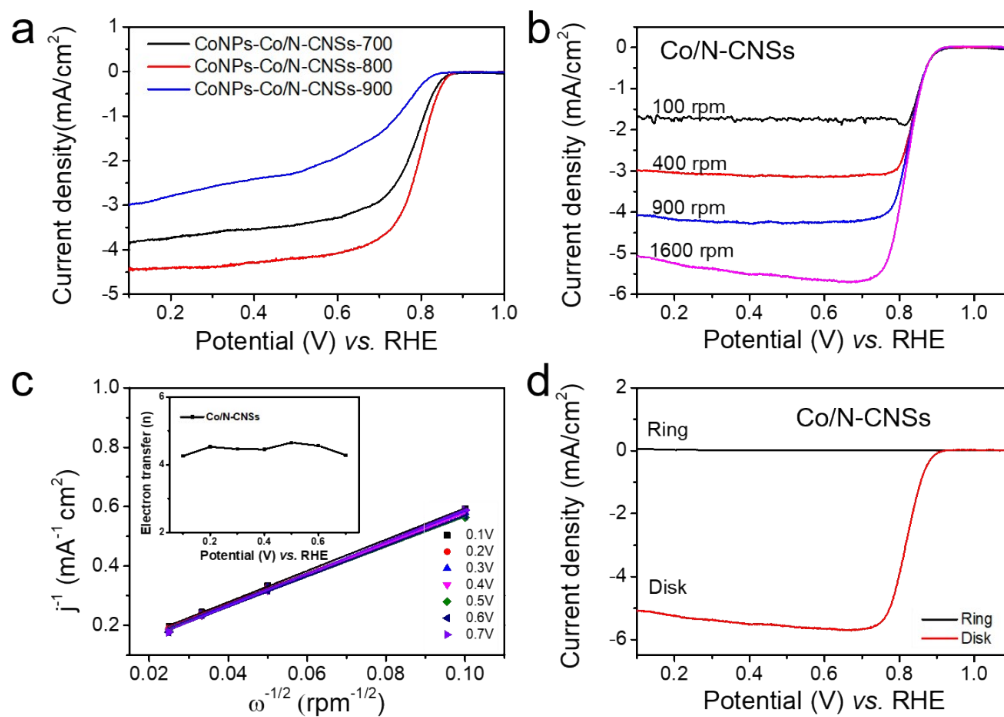 a
CoNPs-Co/N-CNSs-700
CoNPs-Co/N-CNSs-800
CoNPs-Co/N-CNSs-900
1
0
-1
-2
-3
-4
-5
Current density(mA/cm²)
0.2 0.4 0.6 0.8 1.0
Potential (V) vs. RHE
b
Co/N-CNSs
100 rpm
400 rpm
900 rpm
1600 rpm
1
0
-1
-2
-3
-4
-5
-6
Current density (mA/cm²)
0.2 0.4 0.6 0.8 1.0
Potential (V) vs. RHE
c
1.0
0.8
0.6
0.4
0.2
j⁻¹ (mA⁻¹ cm²)
6
4
2
Electron transfer (n)
Co/N-CNSs
Potential (V) vs. RHE
0.1V
0.2V
0.3V
0.4V
0.5V
0.6V
0.7V
0.02 0.04 0.06 0.08 0.10
ω⁻¹/² (rpm⁻¹/²)
d
Co/N-CNSs
Ring
Disk
Ring
Disk
2
0
-2
-4
-6
Current density (mA/cm²)
0.2 0.4 0.6 0.8 1.0
Potential (V) vs. RHE